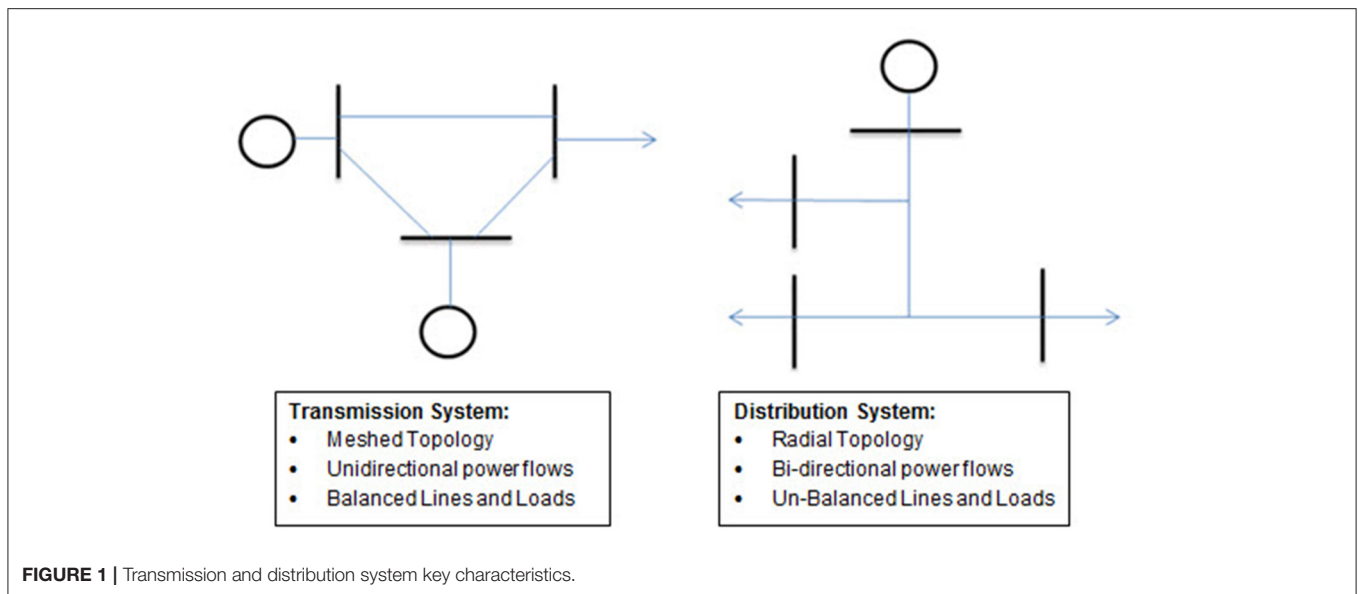 Transmission System:
• Meshed Topology
• Unidirectional power flows
• Balanced Lines and Loads
Distribution System:
• Radial Topology
• Bi-directional power flows
• Un-Balanced Lines and Loads
FIGURE 1 | Transmission and distribution system key characteristics.